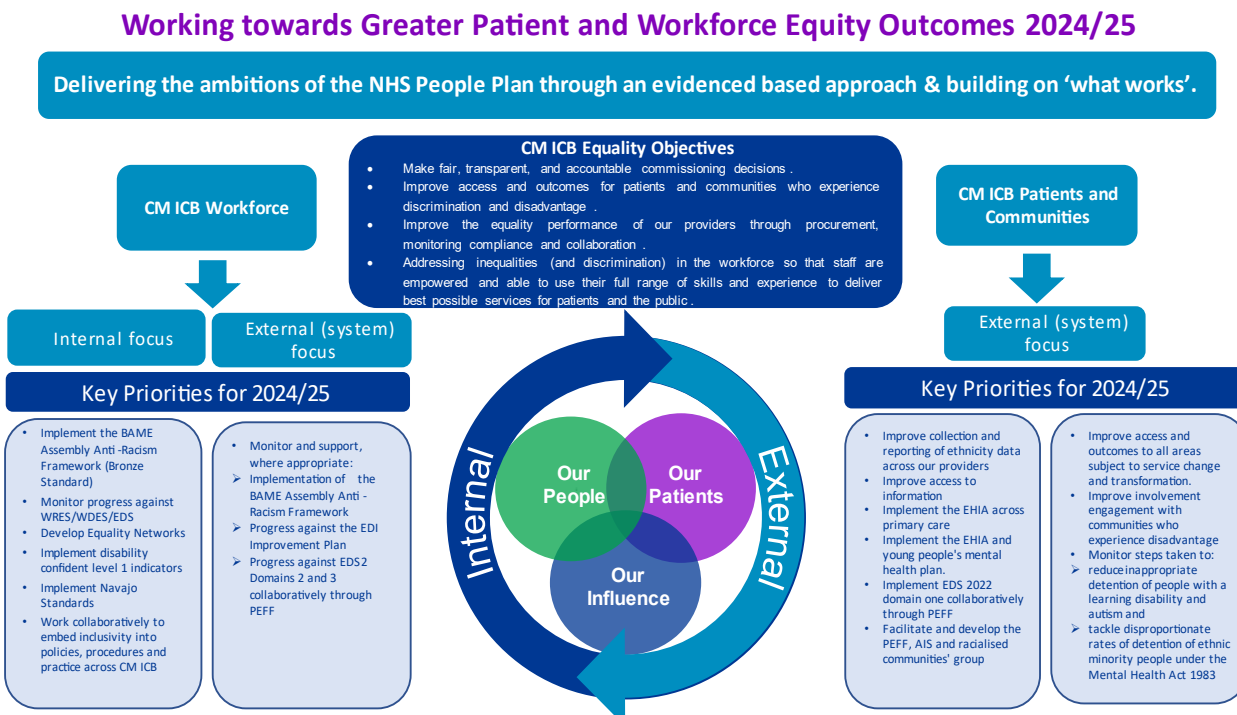 Working towards Greater Patient and Workforce Equity Outcomes 2024/25
Delivering the ambitions of the NHS People Plan through an evidenced based approach & building on ‘what works’.
CM ICB Equality Objectives
• Make fair, transparent, and accountable commissioning decisions .
• Improve access and outcomes for patients and communities who experience
discrimination and disadvantage .
• Improve the equality performance of our providers through procurement,
monitoring compliance and collaboration .
• Addressing inequalities (and discrimination) in the workforce so that staff are
empowered and able to use their full range of skills and experience to deliver
best possible services for patients and the public .
CM ICB Workforce
Internal focus
External (system)
focus
Key Priorities for 2024/25
• Implement the BAME
Assembly Anti -Racism
Framework (Bronze
Standard)
• Monitor progress against
WRES/WDES/EDS
• Develop Equality Networks
• Implement disability
confident level 1 indicators
• Implement Navajo
Standards
• Work collaboratively to
embed inclusivity into
policies, procedures and
practice across CM ICB
• Monitor and support,
where appropriate:
➢ Implementation of the
BAME Assembly Anti -
Racism Framework
➢ Progress against the EDI
Improvement Plan
➢ Progress against EDS2
Domains 2 and 3
collaboratively through
PEFF
Internal
Our
People
Our
Patients
Our
Influence
External
CM ICB Patients and
Communities
External (system)
focus
Key Priorities for 2024/25
• Improve collection and
reporting of ethnicity data
across our providers
• Improve access to
information
• Implement the EHIA across
primary care
• Implement the EHIA and
young people's mental
health plan.
• Implement EDS 2022
domain one collaboratively
through PEFF
• Facilitate and develop the
PEFF, AIS and racialised
communities' group
• Improve access and
outcomes to all areas
subject to service change
and transformation.
• Improve involvement
engagement with
communities who
experience disadvantage
• Monitor steps taken to:
➢ reduceinappropriate
detention of people with a
learning disability and
autism and
➢ tackle disproportionate
rates of detention of ethnic
minority people under the
Mental Health Act 1983